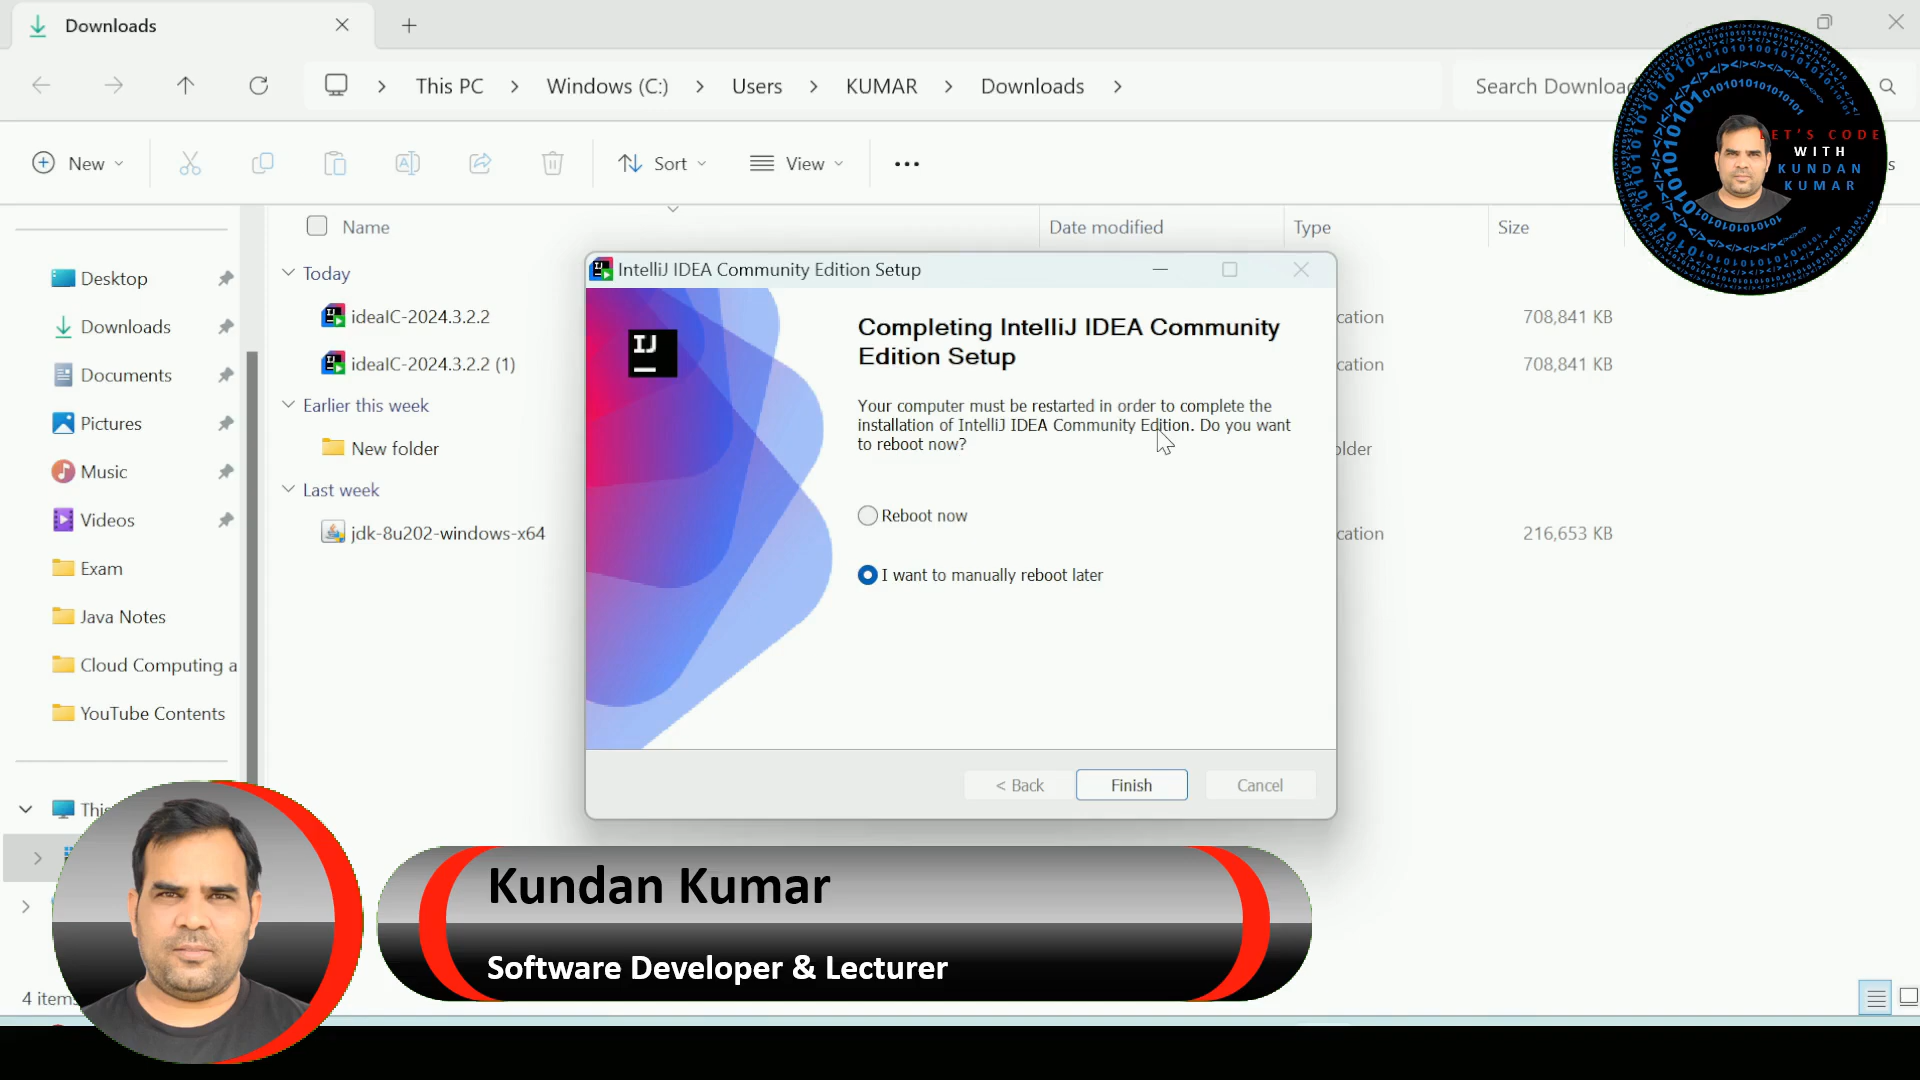 Downloads
This PC
Windows (C:)
Users
KUMAR
Downloads
Search Downloa
LET'S CODE
WITH
KUNDAN
KUMAR
New
Sort
View
Name
Date modified
Type
Size
Desktop
Downloads
Documents
Pictures
Music
Videos
Exam
Java Notes
Cloud Computing a
YouTube Contents
Today
ideaIC-2024.3.2.2
cation
708,841 KB
ideaIC-2024.3.2.2 (1)
cation
708,841 KB
Earlier this week
New folder
older
Last week
jdk-8u202-windows-x64
cation
216,653 KB
IntelliJ IDEA Community Edition Setup
IJ
Completing IntelliJ IDEA Community
Edition Setup
Your computer must be restarted in order to complete the
installation of IntelliJ IDEA Community Edition. Do you want
to reboot now?
Reboot now
I want to manually reboot later
< Back
Finish
Cancel
This
4 items
Kundan Kumar
Software Developer & Lecturer